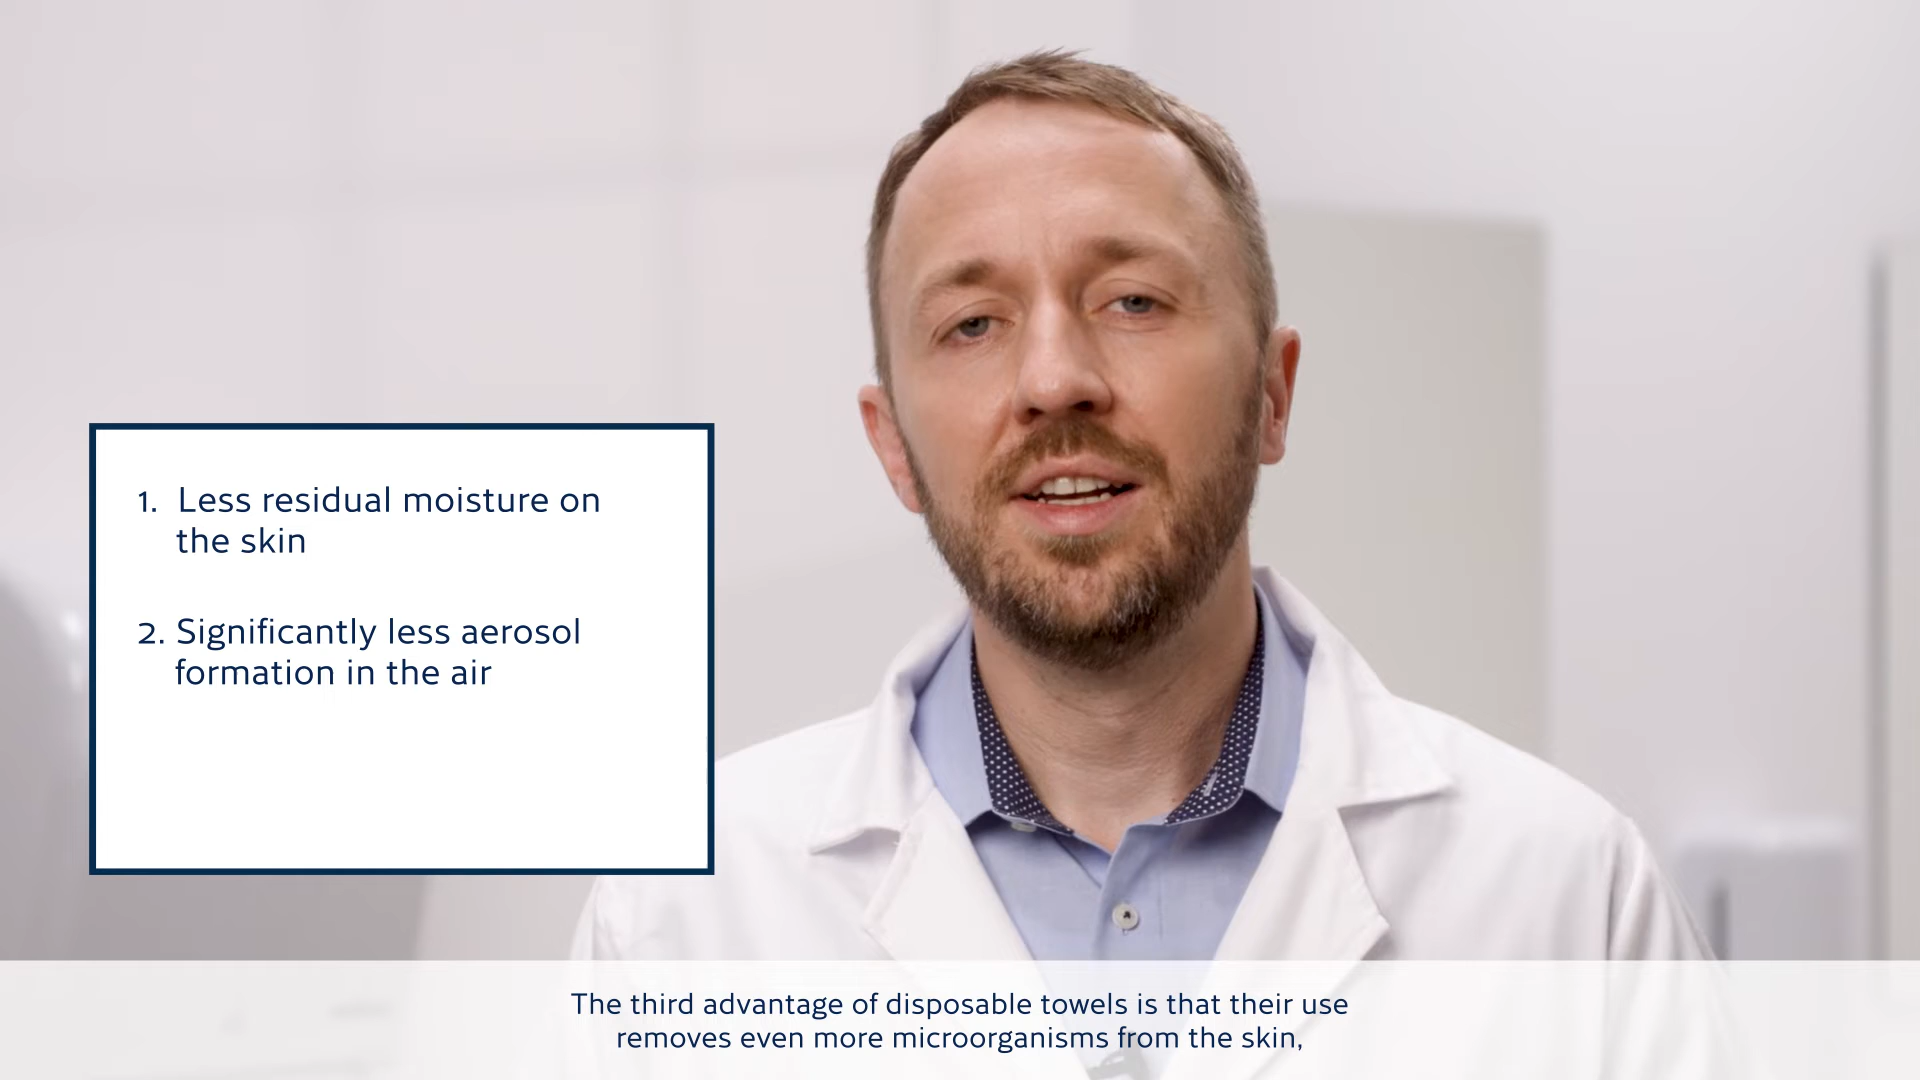 1. Less residual moisture on
the skin
2. Significantly less aerosol
formation in the air
The third advantage of disposable towels is that their use
removes even more microorganisms from the skin,